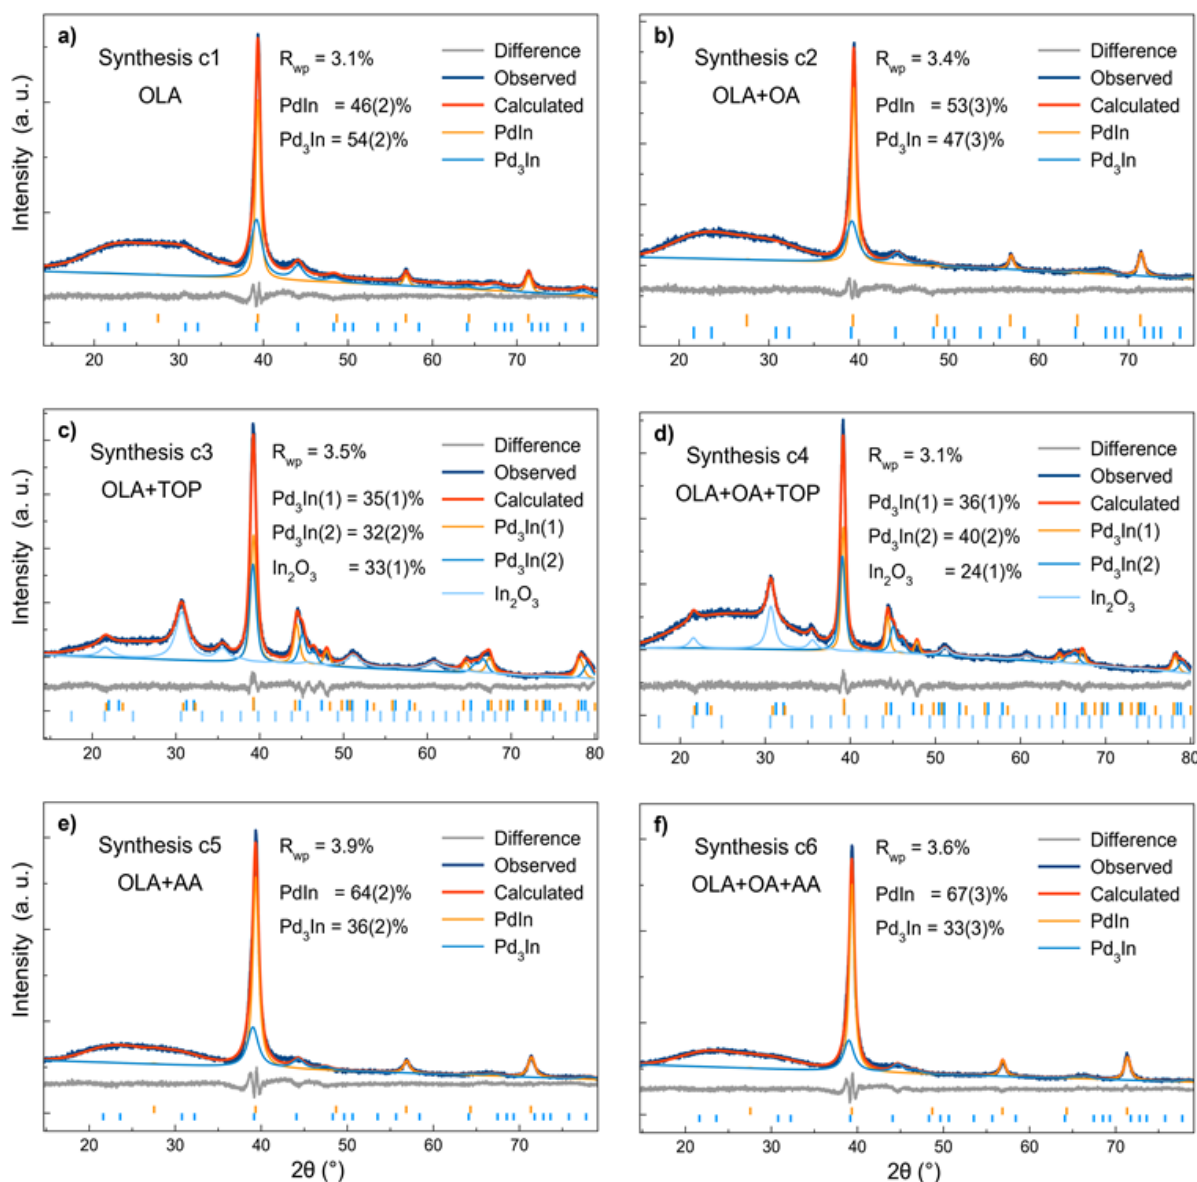 a)
Synthesis c1
OLA
R_wp = 3.1%
PdIn = 46(2)%
Pd₃In = 54(2)%
Difference
Observed
Calculated
PdIn
Pd₃In
Intensity (a. u.)
20 30 40 50 60 70
b)
Synthesis c2
OLA+OA
R_wp = 3.4%
PdIn = 53(3)%
Pd₃In = 47(3)%
Difference
Observed
Calculated
PdIn
Pd₃In
20 30 40 50 60 70
c)
Synthesis c3
OLA+TOP
R_wp = 3.5%
Pd₃In(1) = 35(1)%
Pd₃In(2) = 32(2)%
In₂O₃ = 33(1)%
Difference
Observed
Calculated
Pd₃In(1)
Pd₃In(2)
In₂O₃
Intensity (a. u.)
20 30 40 50 60 70 80
d)
Synthesis c4
OLA+OA+TOP
R_wp = 3.1%
Pd₃In(1) = 36(1)%
Pd₃In(2) = 40(2)%
In₂O₃ = 24(1)%
Difference
Observed
Calculated
Pd₃In(1)
Pd₃In(2)
In₂O₃
20 30 40 50 60 70 80
e)
Synthesis c5
OLA+AA
R_wp = 3.9%
PdIn = 64(2)%
Pd₃In = 36(2)%
Difference
Observed
Calculated
PdIn
Pd₃In
Intensity (a. u.)
20 30 40 50 60 70
2θ (°)
f)
Synthesis c6
OLA+OA+AA
R_wp = 3.6%
PdIn = 67(3)%
Pd₃In = 33(3)%
Difference
Observed
Calculated
PdIn
Pd₃In
20 30 40 50 60 70
2θ (°)